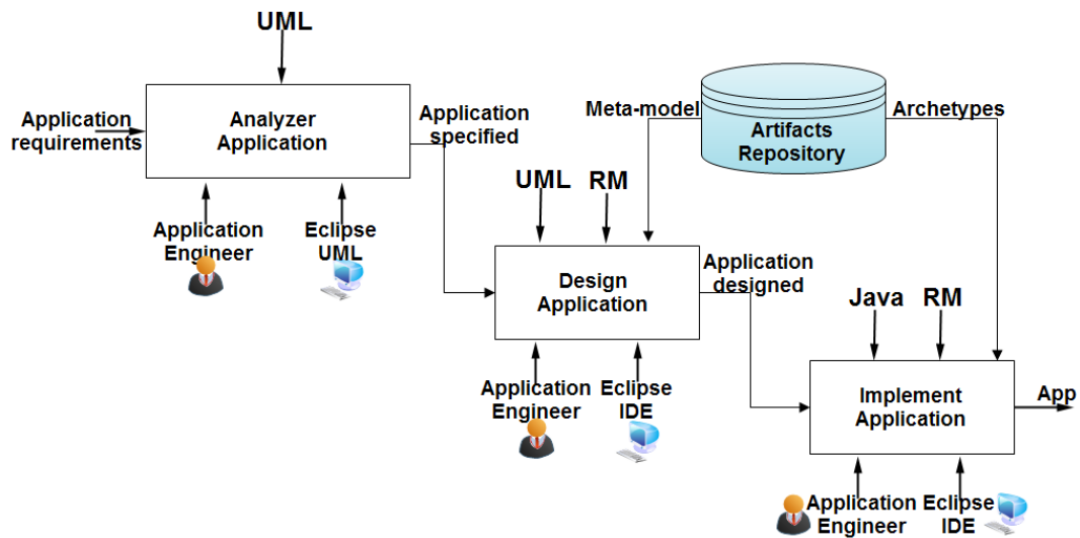 UML
Application
requirements
Analyzer
Application
Application
specified
Application
Engineer
Eclipse
UML
Meta-model
Artifacts
Repository
Archetypes
UML
RM
Design
Application
Application
designed
Application
Engineer
Eclipse
IDE
Java
RM
Implement
Application
App
Application
Engineer
Eclipse
IDE